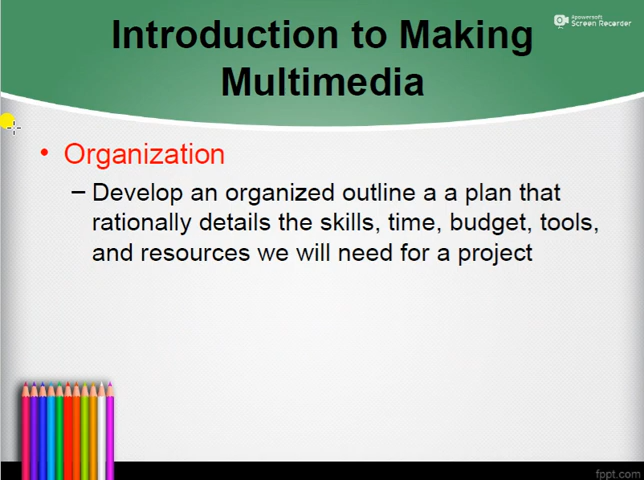 Apowersoft
Screen Recorder
Introduction to Making
Multimedia
• Organization
– Develop an organized outline a a plan that
rationally details the skills, time, budget, tools,
and resources we will need for a project
fppt.com